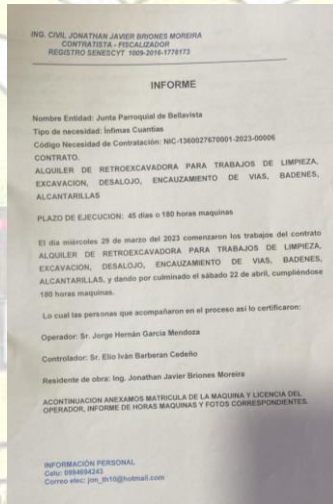 ING. CIVIL JONATHAN JAVIER BRIONES MOREIRA
CONTRATISTA - FISCALIZADOR
REGISTRO SENESCYT 1009-2016-1778173
INFORME
Nombre Entidad: Junta Parroquial de Bellavista
Tipo de necesidad: Ínfimas Cuantías
Código Necesidad de Contratación: NIC-1360027670001-2023-00006
CONTRATO.
ALQUILER DE RETROEXCAVADORA PARA TRABAJOS DE LIMPIEZA,
EXCAVACION, DESALOJO, ENCAUZAMIENTO DE VIAS, BADENES,
ALCANTARILLAS
PLAZO DE EJECUCION: 45 días o 180 horas maquinas
El día miércoles 29 de marzo del 2023 comenzaron los trabajos del contrato
ALQUILER DE RETROEXCAVADORA PARA TRABAJOS DE LIMPIEZA,
EXCAVACION, DESALOJO, ENCAUZAMIENTO DE VIAS, BADENES,
ALCANTARILLAS, y dando por culminado el sábado 22 de abril, cumpliéndose
180 horas maquinas.
Lo cual las personas que acompañaron en el proceso así lo certificaron:
Operador: Sr. Jorge Hernán García Mendoza
Controlador: Sr. Elio Iván Barberan Cedeño
Residente de obra: Ing. Jonathan Javier Briones Moreira
ACONTINUACION ANEXAMOS MATRICULA DE LA MAQUINA Y LICENCIA DEL
OPERADOR, INFORME DE HORAS MAQUINAS Y FOTOS CORRESPONDIENTES.
INFORMACIÓN PERSONAL
Celu: 0994694243
Correo elec: jon_th10@hotmail.com